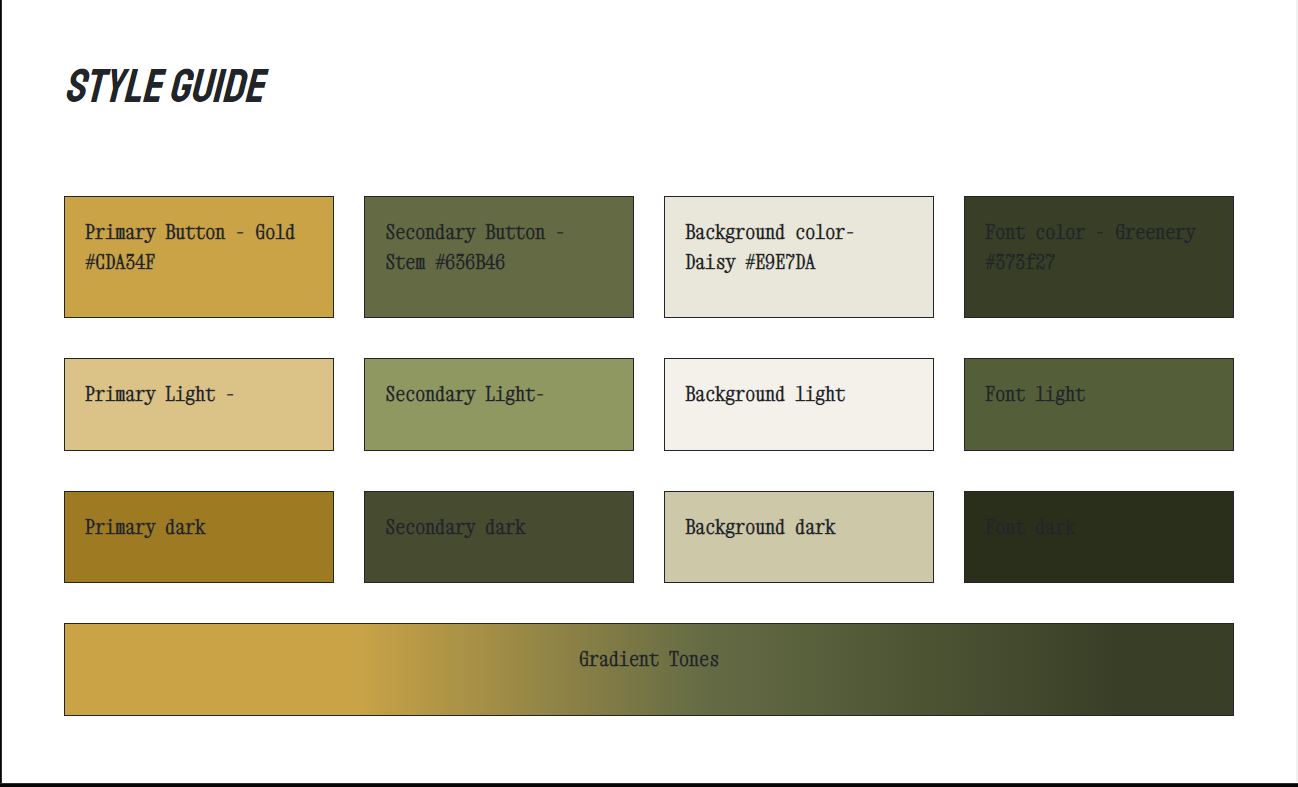 STYLE GUIDE
Primary Button - Gold
#CDA34F
Secondary Button -
Stem #636B46
Background color-
Daisy #E9E7DA
Font color - Greenery
#373f27
Primary Light -
Secondary Light-
Background light
Font light
Primary dark
Secondary dark
Background dark
Font dark
Gradient Tones